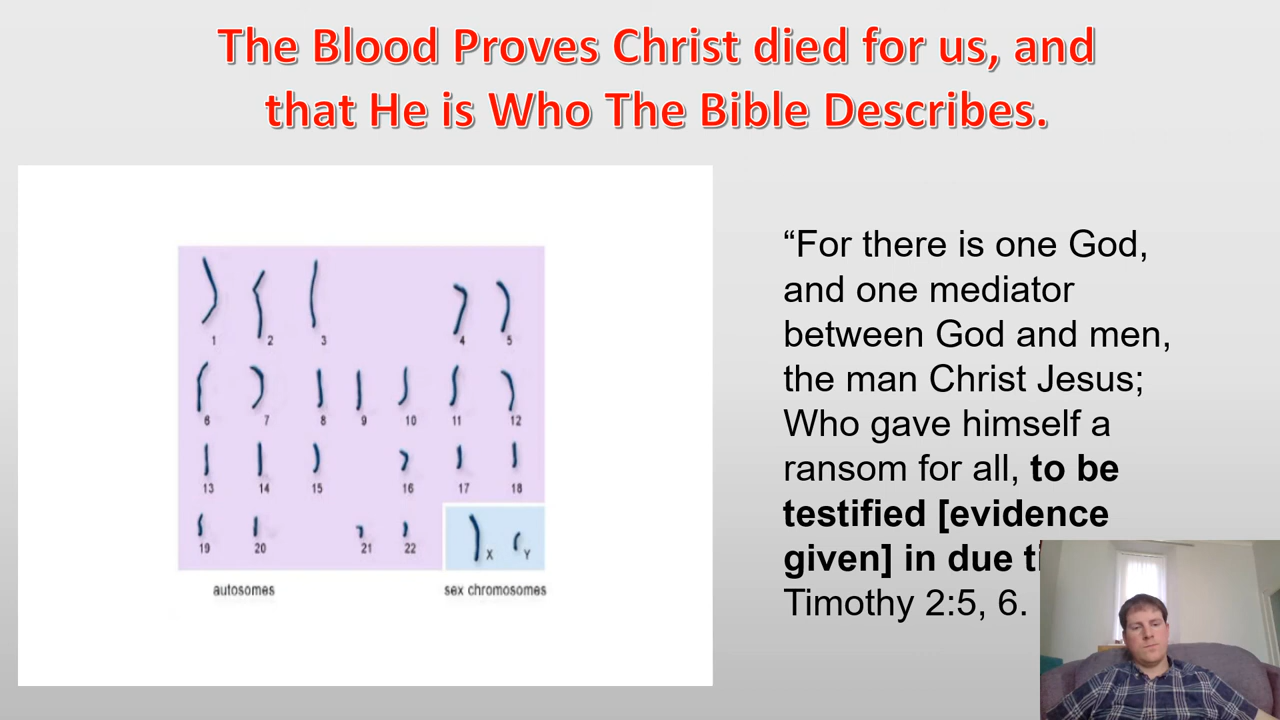 The Blood Proves Christ died for us, and
that He is Who The Bible Describes.
1 2 3 4 5
6 7 8 9 10 11 12
13 14 15 16 17 18
19 20 21 22 X Y
autosomes sex chromosomes
“For there is one God,
and one mediator
between God and men,
the man Christ Jesus;
Who gave himself a
ransom for all, to be
testified [evidence
given] in due
Timothy 2:5, 6.